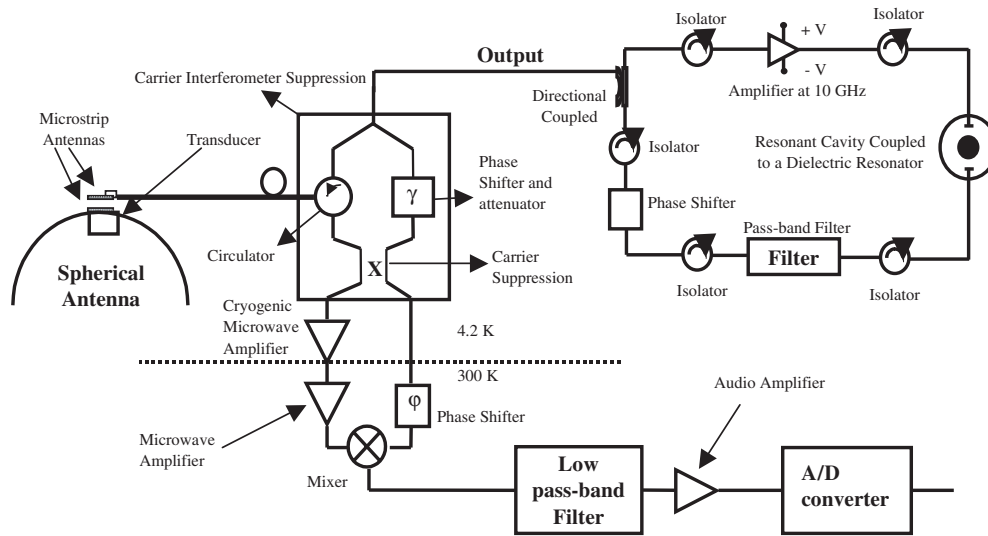 Isolator
Isolator
+ V
- V
Amplifier at 10 GHz
Output
Directional
Coupled
Carrier Interferometer Suppression
Microstrip
Antennas
Transducer
Isolator
Resonant Cavity Coupled
to a Dielectric Resonator
Phase
Shifter and
attenuator
γ
Phase Shifter
Pass-band Filter
Filter
Isolator
Isolator
Circulator
Carrier
Suppression
X
Spherical
Antenna
Cryogenic
Microwave
Amplifier
4.2 K
300 K
φ
Phase Shifter
Microwave
Amplifier
Mixer
Audio Amplifier
Low
pass-band
Filter
A/D
converter